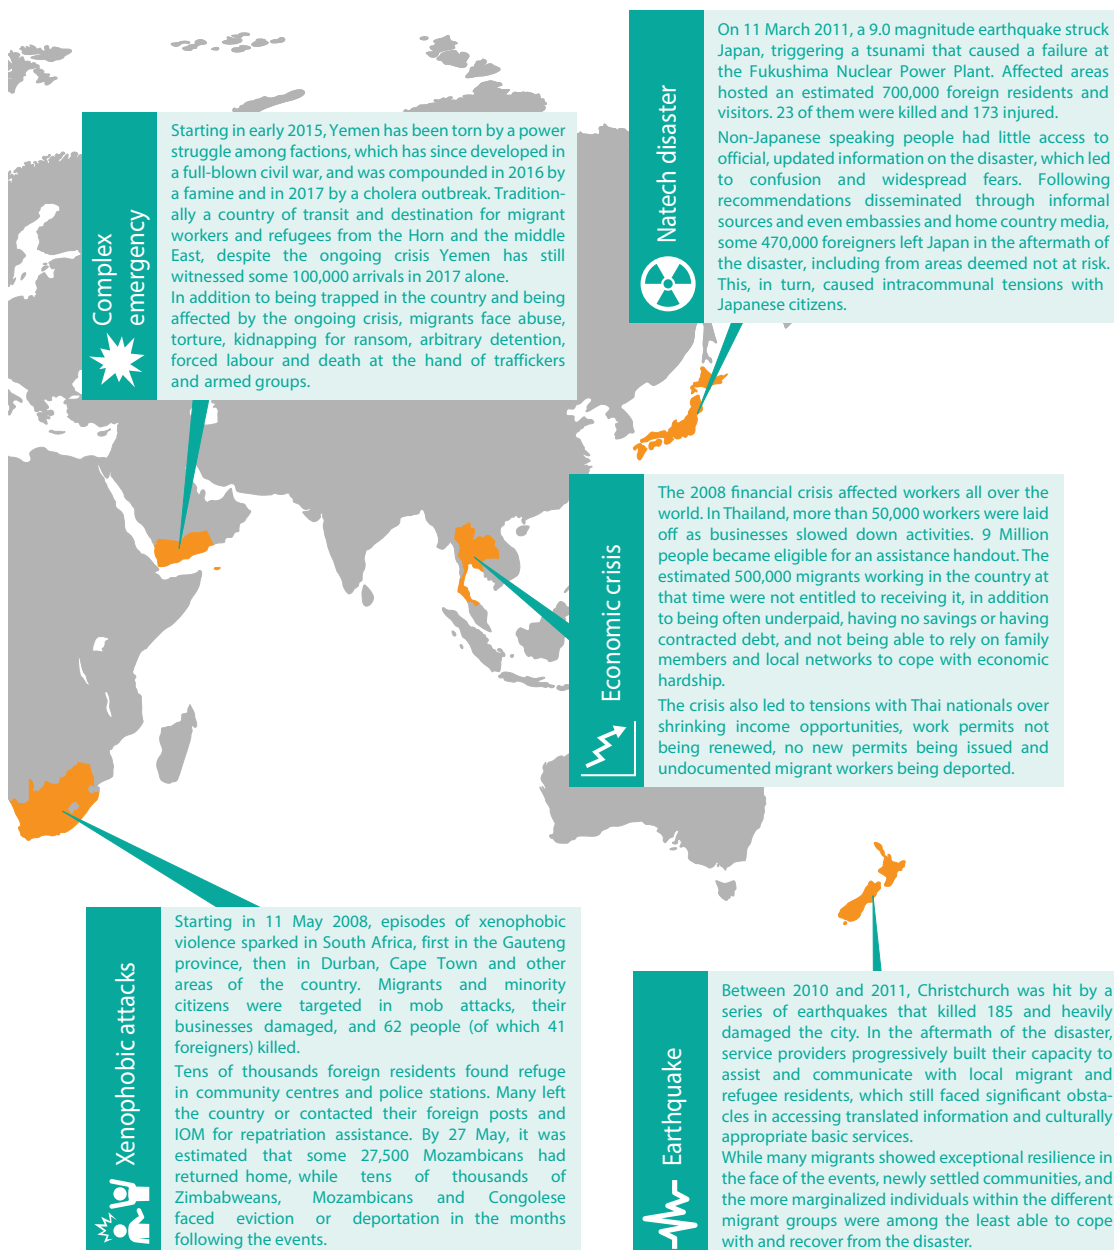 Natech disaster
On 11 March 2011, a 9.0 magnitude earthquake struck
Japan, triggering a tsunami that caused a failure at
the Fukushima Nuclear Power Plant. Affected areas
hosted an estimated 700,000 foreign residents and
visitors. 23 of them were killed and 173 injured.
Non-Japanese speaking people had little access to
official, updated information on the disaster, which led
to confusion and widespread fears. Following
recommendations disseminated through informal
sources and even embassies and home country media,
some 470,000 foreigners left Japan in the aftermath of
the disaster, including from areas deemed not at risk.
This, in turn, caused intracommunal tensions with
Japanese citizens.
Complex
emergency
Starting in early 2015, Yemen has been torn by a power
struggle among factions, which has since developed in
a full-blown civil war, and was compounded in 2016 by
a famine and in 2017 by a cholera outbreak. Tradition-
ally a country of transit and destination for migrant
workers and refugees from the Horn and the middle
East, despite the ongoing crisis Yemen has still
witnessed some 100,000 arrivals in 2017 alone.
In addition to being trapped in the country and being
affected by the ongoing crisis, migrants face abuse,
torture, kidnapping for ransom, arbitrary detention,
forced labour and death at the hand of traffickers
and armed groups.
Economic crisis
The 2008 financial crisis affected workers all over the
world. In Thailand, more than 50,000 workers were laid
off as businesses slowed down activities. 9 Million
people became eligible for an assistance handout. The
estimated 500,000 migrants working in the country at
that time were not entitled to receiving it, in addition
to being often underpaid, having no savings or having
contracted debt, and not being able to rely on family
members and local networks to cope with economic
hardship.
The crisis also led to tensions with Thai nationals over
shrinking income opportunities, work permits not
being renewed, no new permits being issued and
undocumented migrant workers being deported.
Xenophobic attacks
Starting in 11 May 2008, episodes of xenophobic
violence sparked in South Africa, first in the Gauteng
province, then in Durban, Cape Town and other
areas of the country. Migrants and minority
citizens were targeted in mob attacks, their
businesses damaged, and 62 people (of which 41
foreigners) killed.
Tens of thousands foreign residents found refuge
in community centres and police stations. Many left
the country or contacted their foreign posts and
IOM for repatriation assistance. By 27 May, it was
estimated that some 27,500 Mozambicans had
returned home, while tens of thousands of
Zimbabweans, Mozambicans and Congolese
faced eviction or deportation in the months
following the events.
Earthquake
Between 2010 and 2011, Christchurch was hit by a
series of earthquakes that killed 185 and heavily
damaged the city. In the aftermath of the disaster,
service providers progressively built their capacity to
assist and communicate with local migrant and
refugee residents, which still faced significant obsta-
cles in accessing translated information and culturally
appropriate basic services.
While many migrants showed exceptional resilience in
the face of the events, newly settled communities, and
the more marginalized individuals within the different
migrant groups were among the least able to cope
with and recover from the disaster.